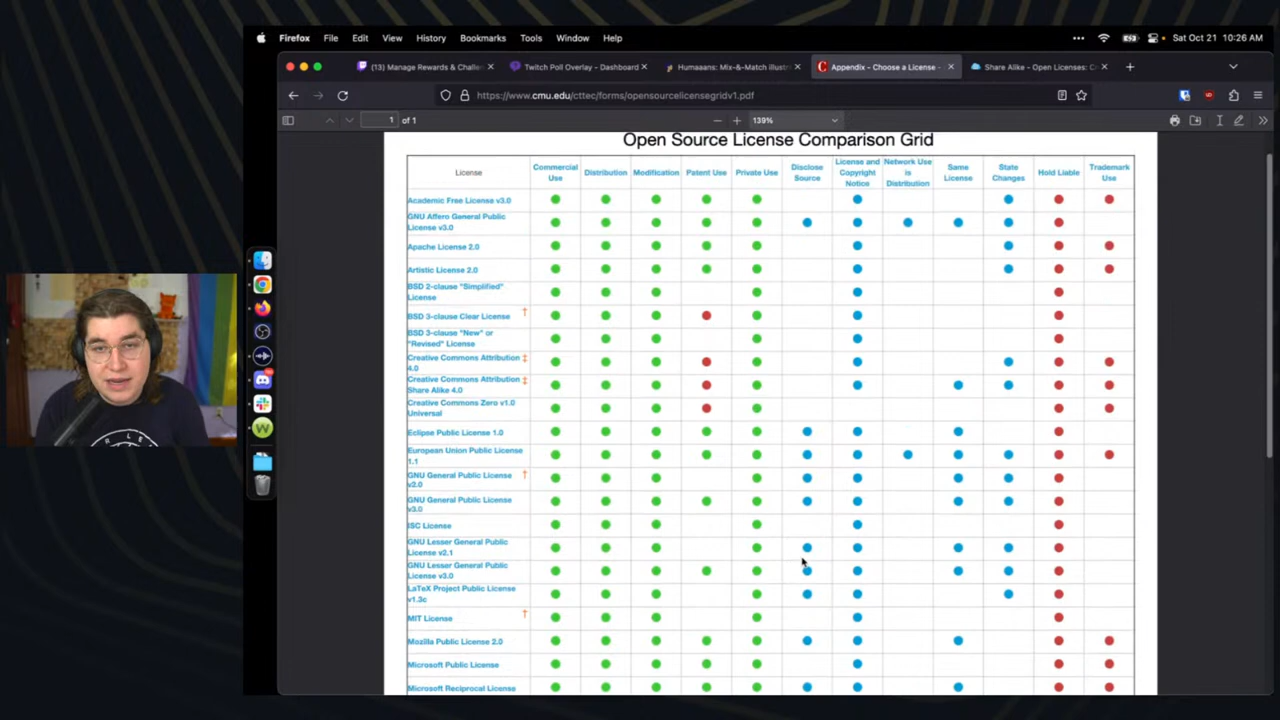 Firefox File Edit View History Bookmarks Tools Window Help Sat Oct 21 10:26 AM
(13) Manage Rewards & Challe Twitch Poll Overlay - Dashboard Humaaans: Mix-&-Match illustr Appendix - Choose a License Share Alike - Open Licenses: C
https://www.cmu.edu/cttec/forms/opensourcelicensegridv1.pdf
1 of 1 139%
Open Source License Comparison Grid
License
Commercial
Use
Distribution
Modification
Patent Use
Private Use
Disclose
Source
License and
Copyright
Notice
Network Use
is
Distribution
Same
License
State
Changes
Hold Liable
Trademark
Use
Academic Free License v3.0
GNU Affero General Public
License v3.0
Apache License 2.0
Artistic License 2.0
BSD 2-clause "Simplified"
License
BSD 3-clause Clear License †
BSD 3-clause "New" or
"Revised" License
Creative Commons Attribution ‡
4.0
Creative Commons Attribution ‡
Share Alike 4.0
Creative Commons Zero v1.0
Universal
Eclipse Public License 1.0
European Union Public License
1.1
GNU General Public License †
v2.0
GNU General Public License
v3.0
ISC License
GNU Lesser General Public
License v2.1
GNU Lesser General Public
License v3.0
LaTeX Project Public License
v1.3c
MIT License †
Mozilla Public License 2.0
Microsoft Public License
Microsoft Reciprocal License